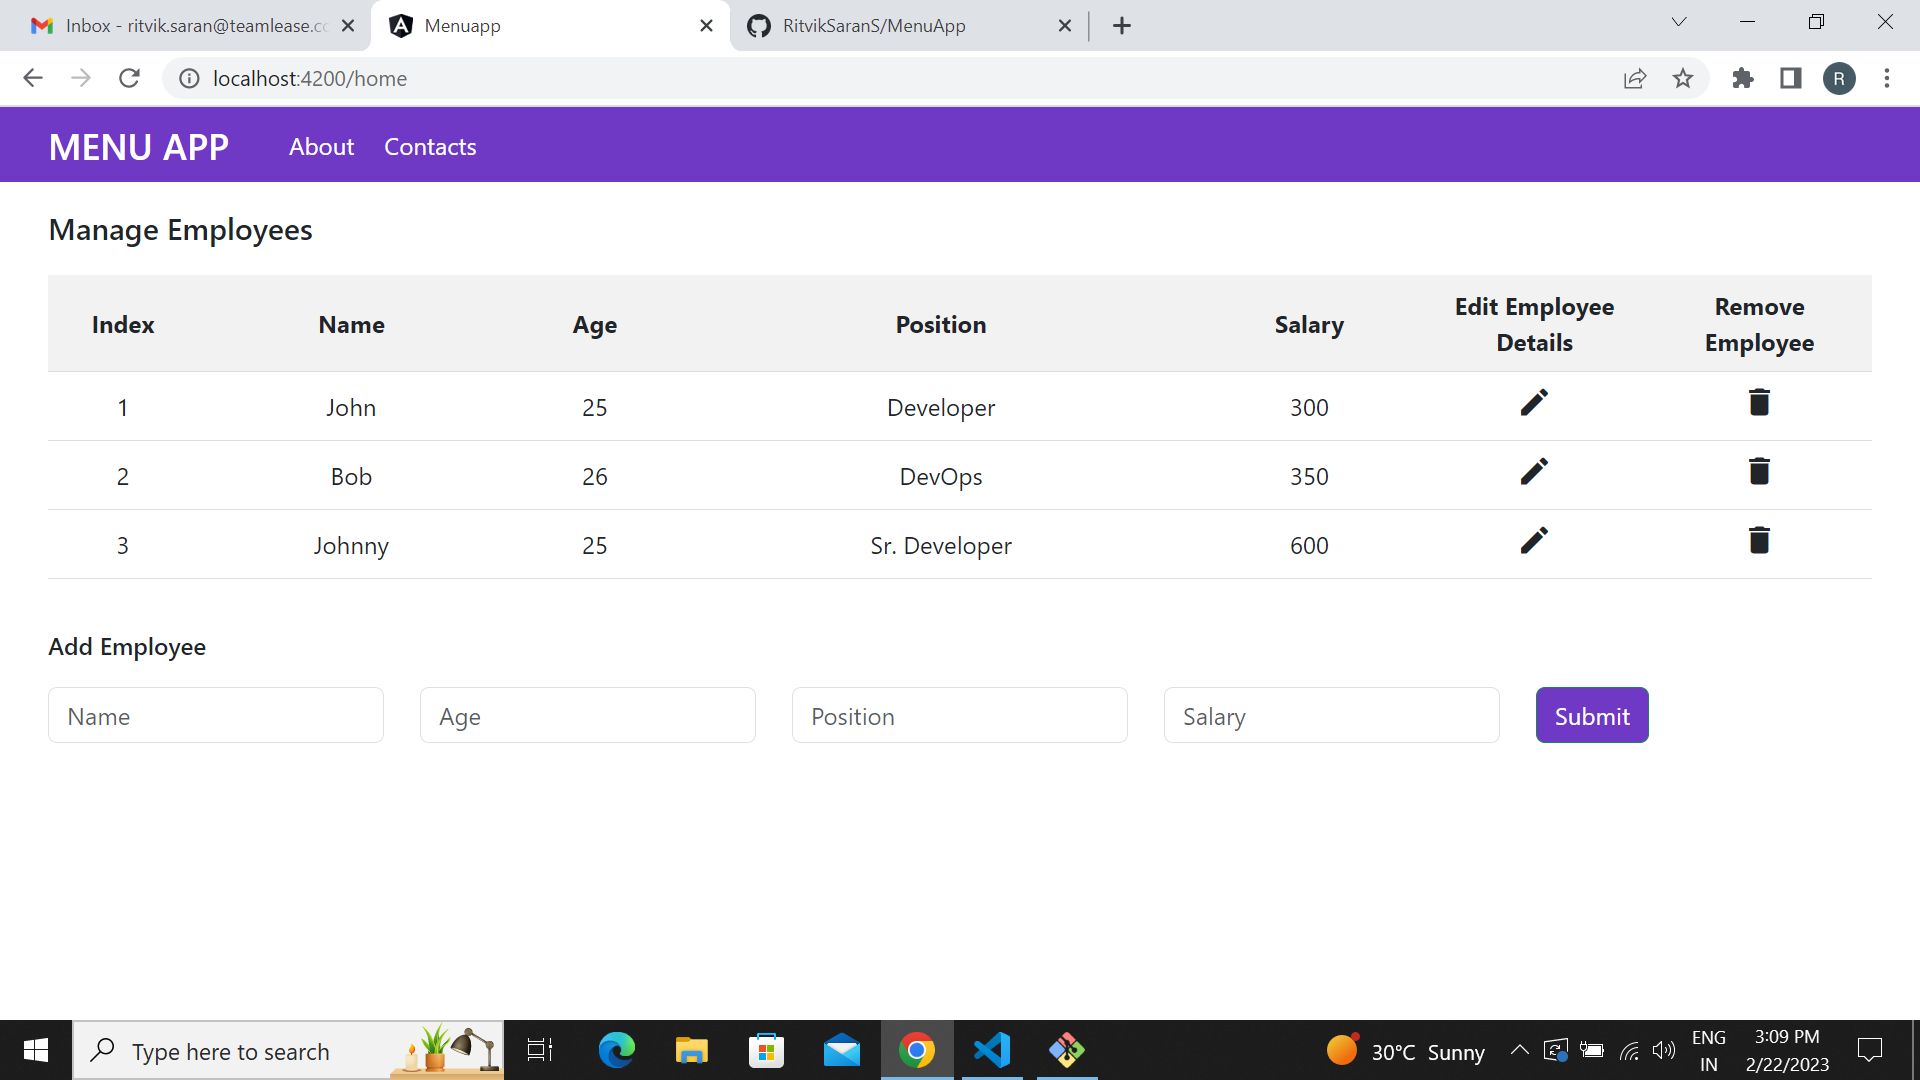 Inbox - ritvik.saran@teamlease.cc
Menuapp
RitvikSaranS/MenuApp
localhost:4200/home
R
MENU APP
About
Contacts
Manage Employees
Index Name Age Position Salary Edit Employee Details Remove Employee
1 John 25 Developer 300
2 Bob 26 DevOps 350
3 Johnny 25 Sr. Developer 600
Add Employee
Name
Age
Position
Salary
Submit
Type here to search
30°C Sunny
ENG
IN
3:09 PM
2/22/2023